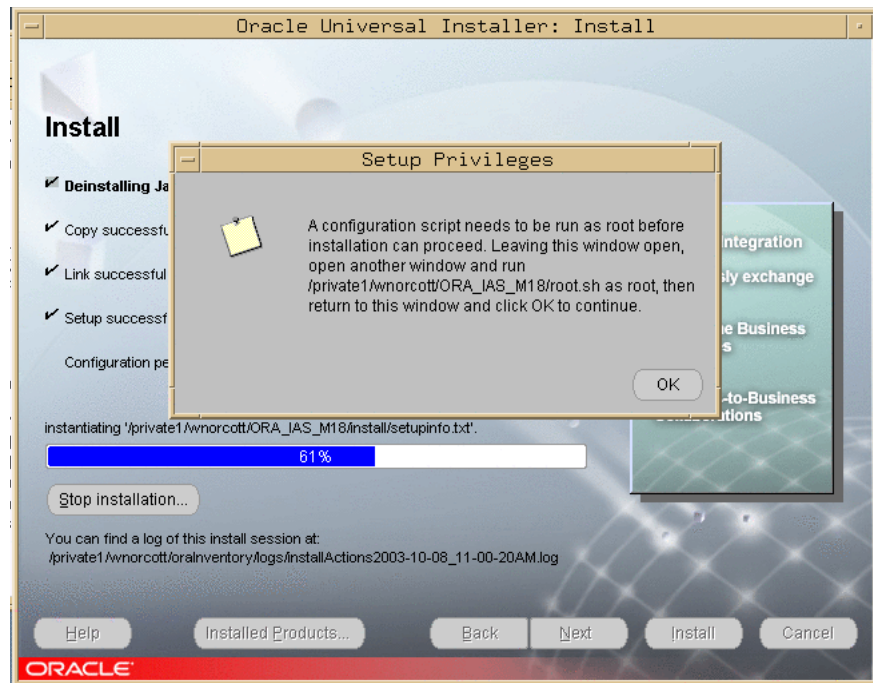 Oracle Universal Installer: Install
Install
Setup Privileges
Deinstalling Ja
Copy successfu
Link successful
Setup successf
Configuration pe
A configuration script needs to be run as root before
installation can proceed. Leaving this window open,
open another window and run
/private1/wnorcott/ORA_IAS_M18/root.sh as root, then
return to this window and click OK to continue.
OK
ntegration
sly exchange
e Business
s
-to-Business
instantiating '/private1/wnorcott/ORA_IAS_M18/install/setupinfo.txt'.
61%
Stop installation...
You can find a log of this install session at:
/private1/wnorcott/oraInventory/logs/installActions2003-10-08_11-00-20AM.log
Help
Installed Products...
Back
Next
Install
Cancel
ORACLE